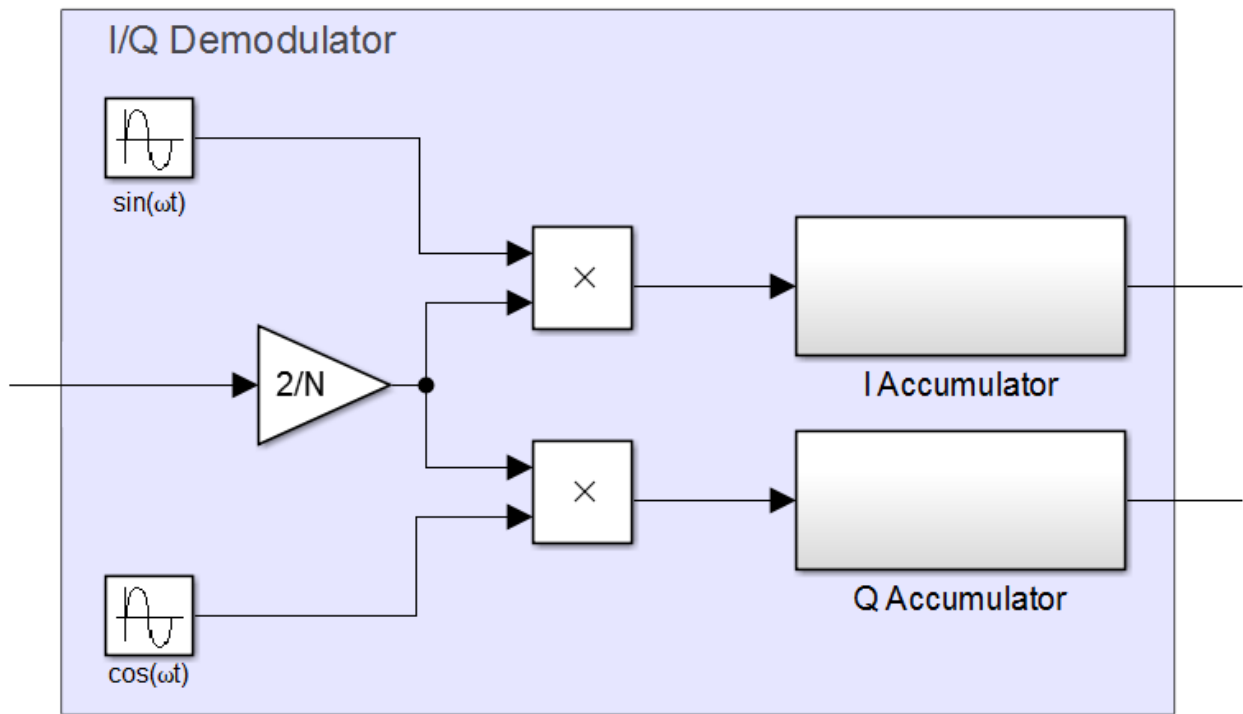 I/Q Demodulator
sin(ωt)
×
2/N
I Accumulator
×
Q Accumulator
cos(ωt)